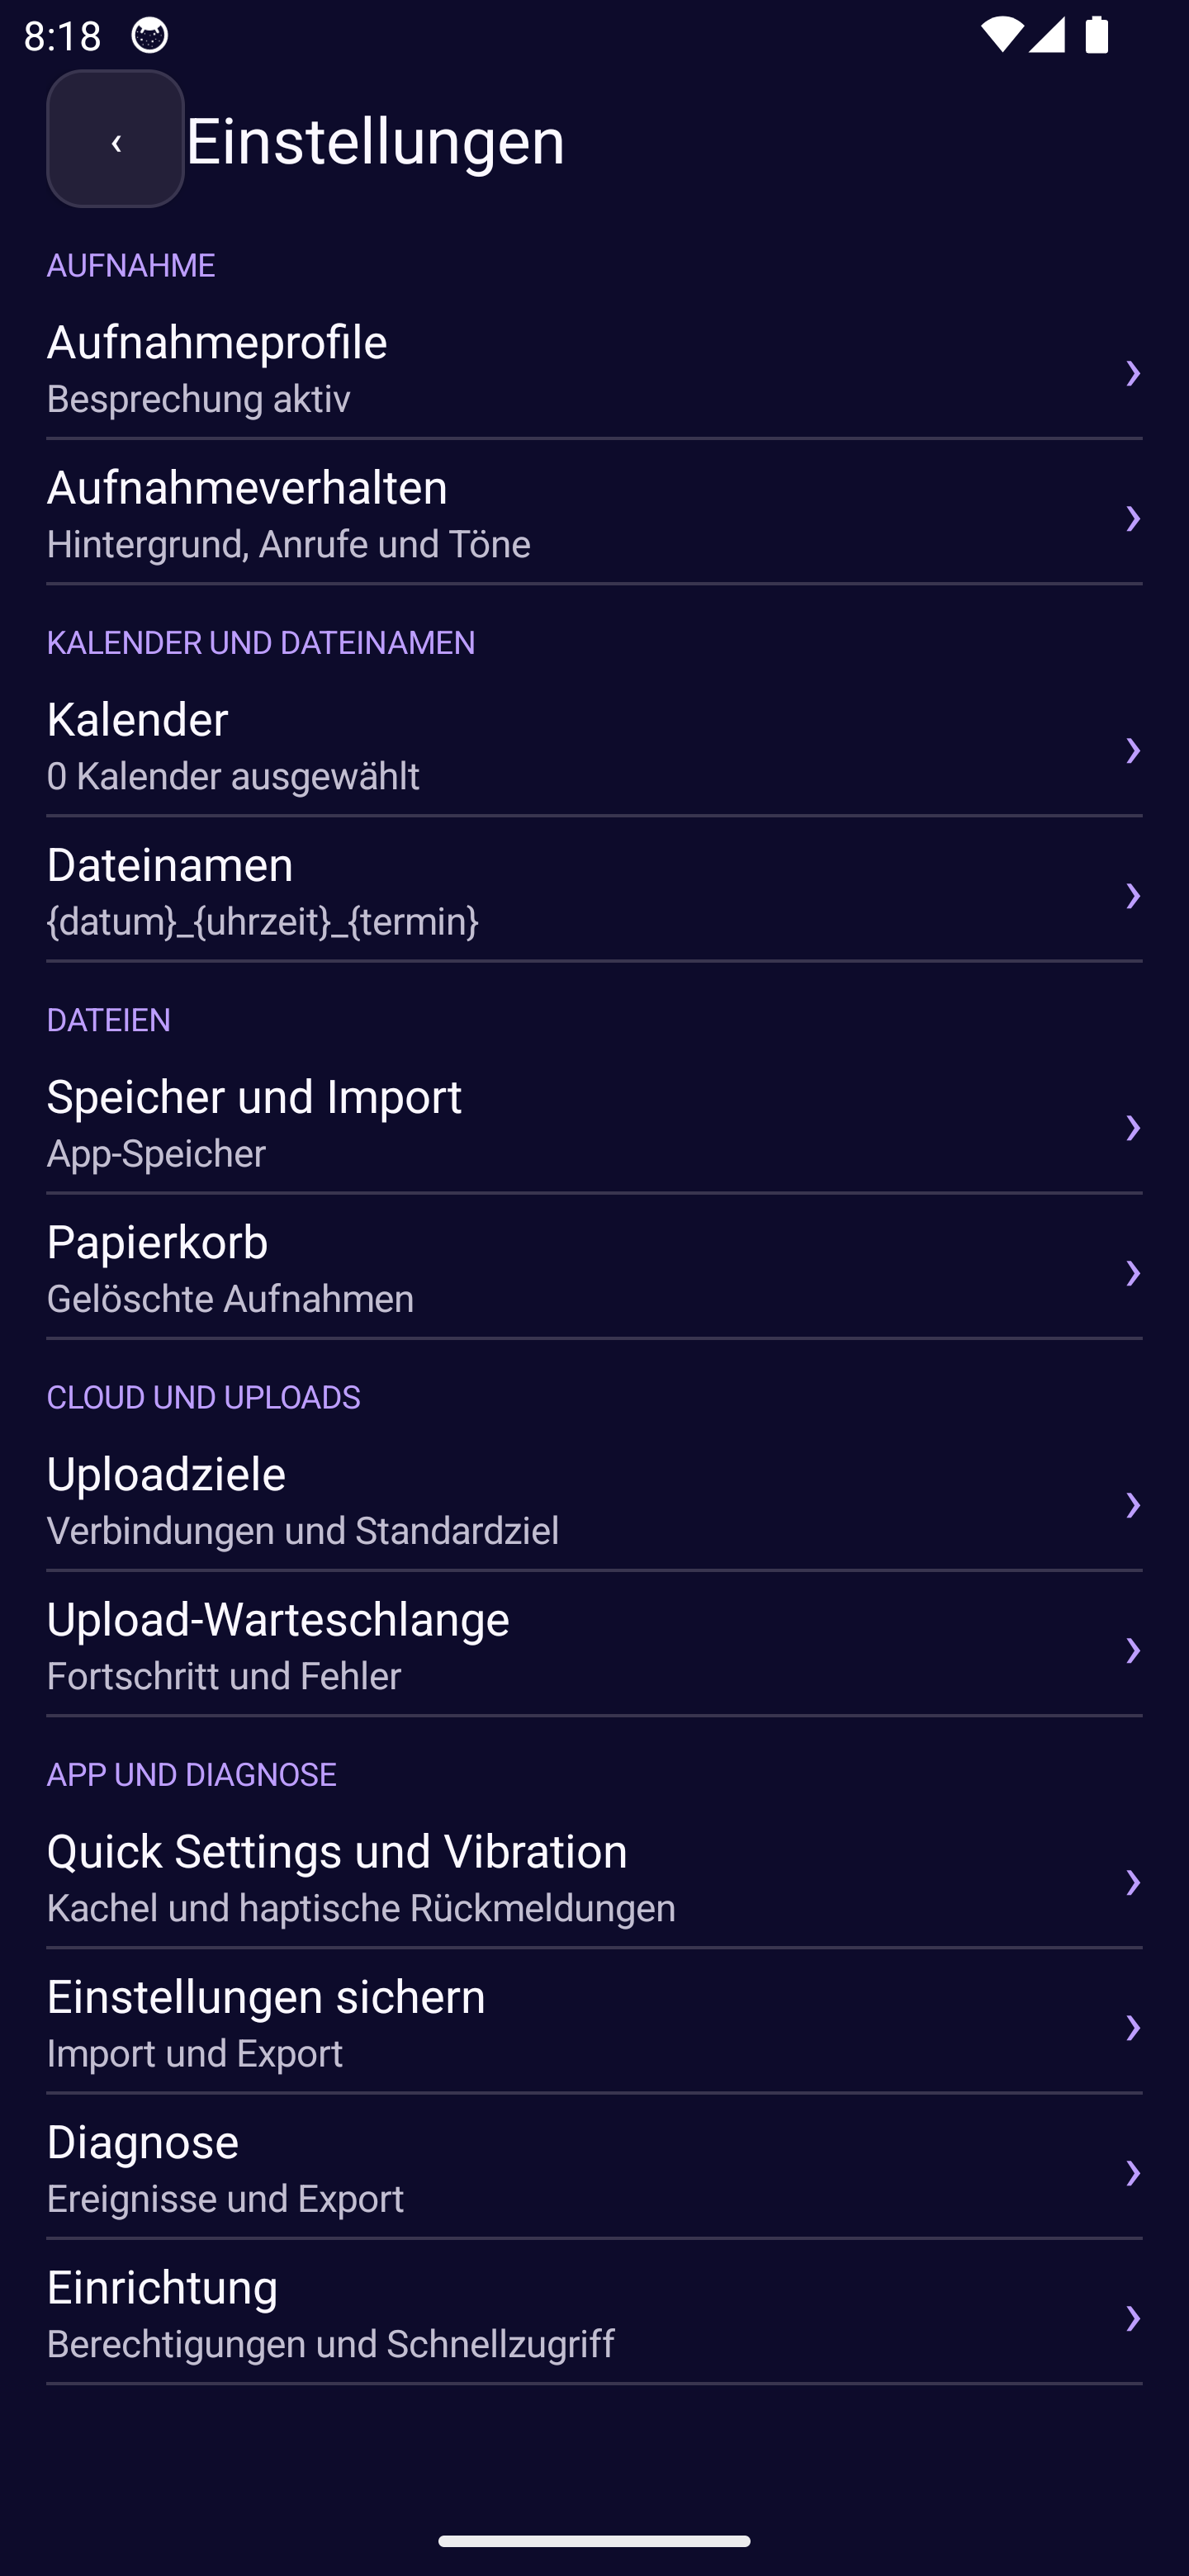 8:18
Einstellungen
AUFNAHME
Aufnahmeprofile
Besprechung aktiv
Aufnahmeverhalten
Hintergrund, Anrufe und Töne
KALENDER UND DATEINAMEN
Kalender
0 Kalender ausgewählt
Dateinamen
{datum}_{uhrzeit}_{termin}
DATEIEN
Speicher und Import
App-Speicher
Papierkorb
Gelöschte Aufnahmen
CLOUD UND UPLOADS
Uploadziele
Verbindungen und Standardziel
Upload-Warteschlange
Fortschritt und Fehler
APP UND DIAGNOSE
Quick Settings und Vibration
Kachel und haptische Rückmeldungen
Einstellungen sichern
Import und Export
Diagnose
Ereignisse und Export
Einrichtung
Berechtigungen und Schnellzugriff